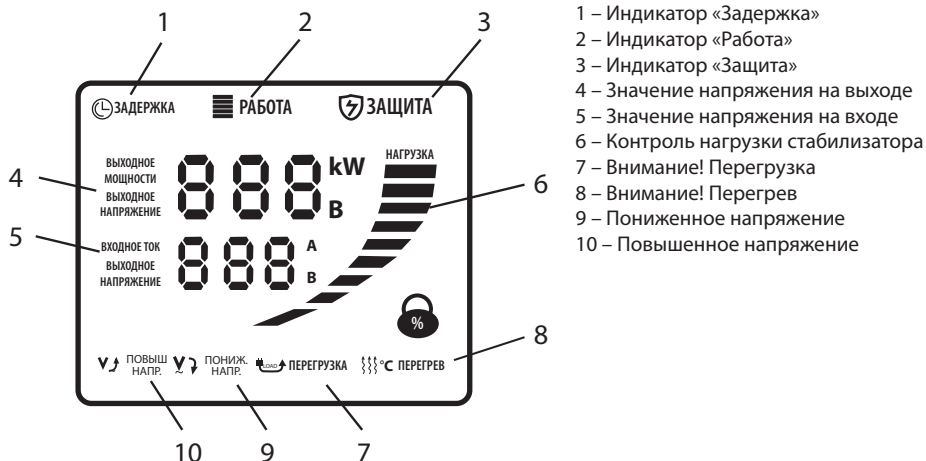 1 2 3
1 – Индикатор «Задержка»
2 – Индикатор «Работа»
3 – Индикатор «Защита»
4 – Значение напряжения на выходе
5 – Значение напряжения на входе
6 – Контроль нагрузки стабилизатора
7 – Внимание! Перегрузка
8 – Внимание! Перегрев
9 – Пониженное напряжение
10 – Повышенное напряжение
ЗАДЕРЖКА РАБОТА ЗАЩИТА
ВЫХОДНОЕ
МОЩНОСТИ
ВЫХОДНОЕ
НАПРЯЖЕНИЕ
888 kW
В
НАГРУЗКА
4
6
5
ВХОДНОЕ ТОК
ВЫХОДНОЕ
НАПРЯЖЕНИЕ
888 А
В
%
8
V ПОВЫШ
НАПР.
V ПОНИЖ.
НАПР.
LOAD ПЕРЕГРУЗКА
°C ПЕРЕГРЕВ
10 9 7